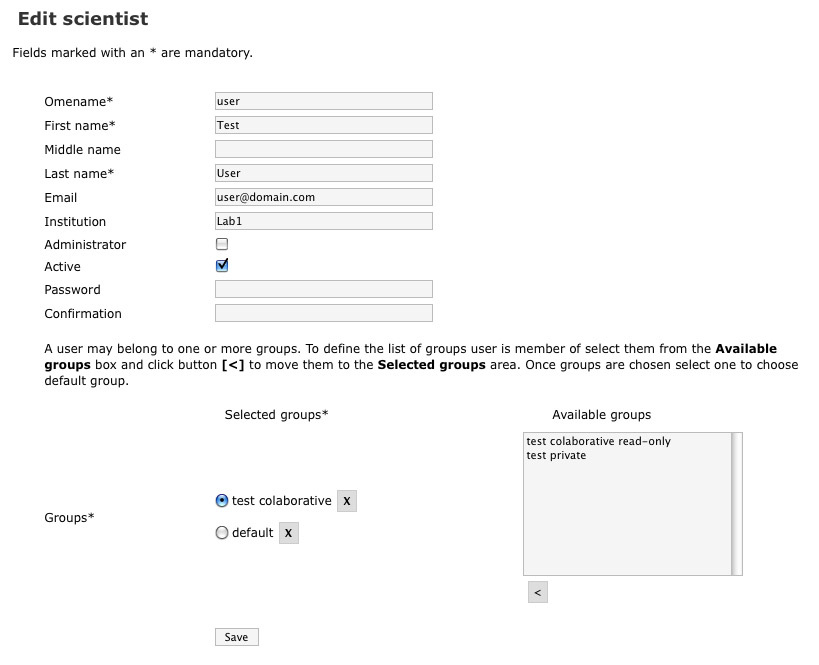 Edit scientist
Fields marked with an * are mandatory.
Omename* user
First name* Test
Middle name
Last name* User
Email user@domain.com
Institution Lab1
Administrator
Active
Password
Confirmation
A user may belong to one or more groups. To define the list of groups user is member of select them from the Available
groups box and click button [<] to move them to the Selected groups area. Once groups are chosen select one to choose
default group.
Selected groups* Available groups
test colaborative read-only
test private
Groups*
test colaborative X
default X
<
Save